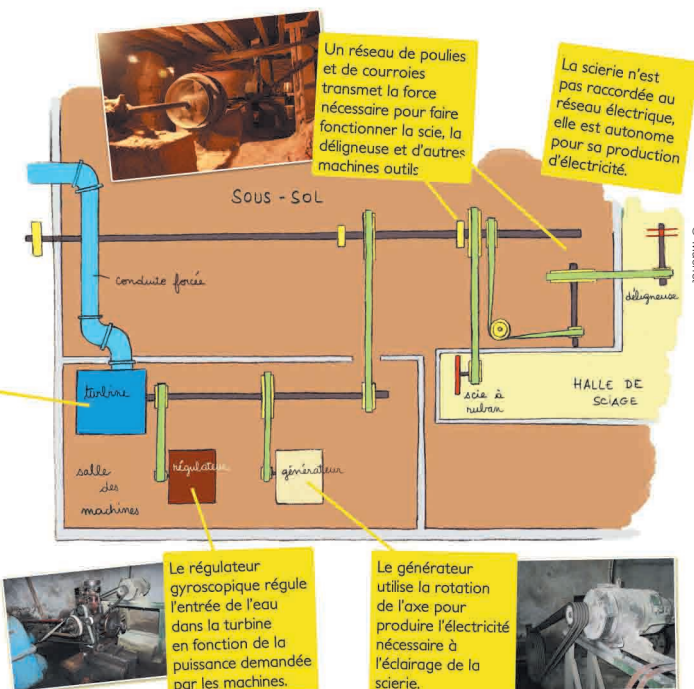 Un réseau de poulies
et de courroies
transmet la force
nécessaire pour faire
fonctionner la scie, la
déligneuse et d'autres
machines outils
La scierie n'est
pas raccordée au
réseau électrique,
elle est autonome
pour sa production
d'électricité.
SOUS-SOL
conduite forcée
déligneuse
turbine
scie à
ruban
HALLE DE
SCIAGE
salle
des
machines
régulateur
générateur
Le régulateur
gyroscopique régule
l'entrée de l'eau
dans la turbine
en fonction de la
puissance demandée
par les machines.
Le générateur
utilise la rotation
de l'axe pour
produire l'électricité
nécessaire à
l'éclairage de la
scierie.